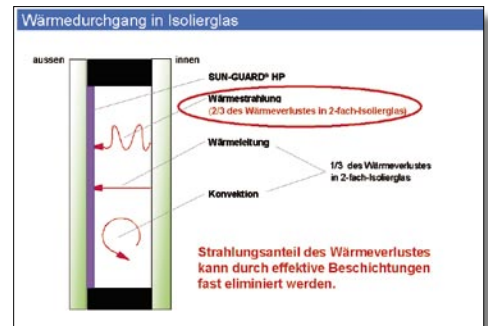 Wärmedurchgang in Isolierglas
aussen
innen
SUN-GUARD® HP
Wärmestrahlung
(2/3 des Wärmeverlustes in 2-fach-Isolierglas)
Wärmeleitung
1/3 des Wärmeverlustes
in 2-fach-Isolierglas
Konvektion
Strahlungsanteil des Wärmeverlustes
kann durch effektive Beschichtungen
fast eliminiert werden.